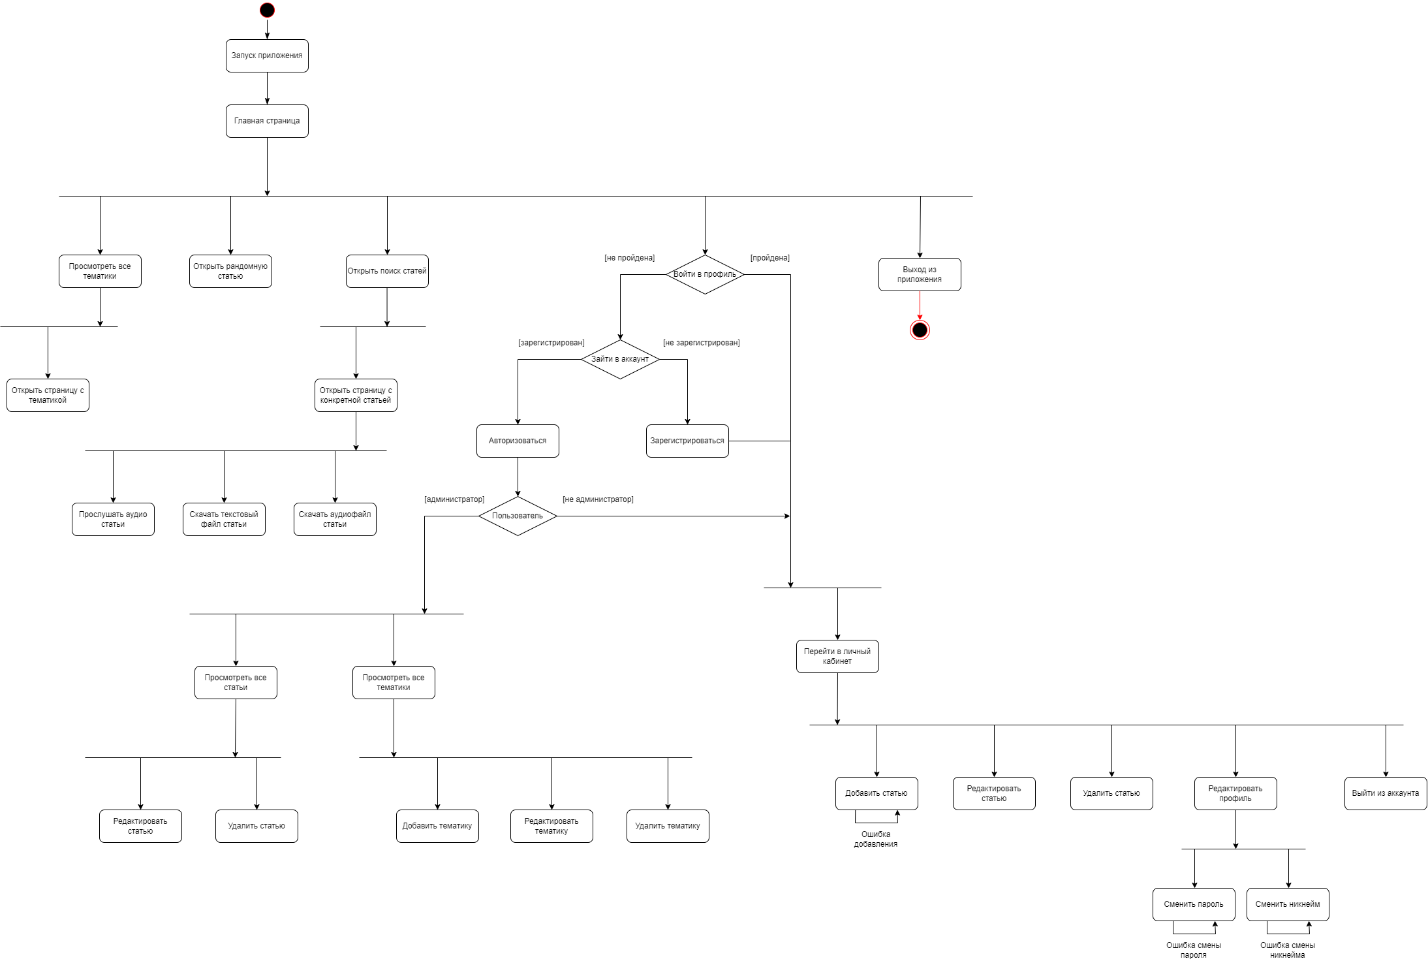 Запуск приложения
Главная страница
Просмотреть все
тематики
Открыть рандомную
статью
Открыть поиск статей
[не пройдена]
[пройдена]
Войти в профиль
Выход из
приложения
[зарегистрирован]
[не зарегистрирован]
Зайти в аккаунт
Открыть страницу с
тематикой
Открыть страницу с
конкретной статьей
Авторизоваться
Зарегистрироваться
Прослушать аудио
статьи
Скачать текстовый
файл статьи
Скачать аудиофайл
статьи
[администратор]
[не администратор]
Пользователь
Перейти в личный
кабинет
Просмотреть все
статьи
Просмотреть все
тематики
Редактировать
статью
Удалить статью
Добавить тематику
Редактировать
тематику
Удалить тематику
Добавить статью
Редактировать
статью
Удалить статью
Редактировать
профиль
Выйти из аккаунта
Ошибка
добавления
Сменить пароль
Сменить никнейм
Ошибка смены
пароля
Ошибка смены
никнейма